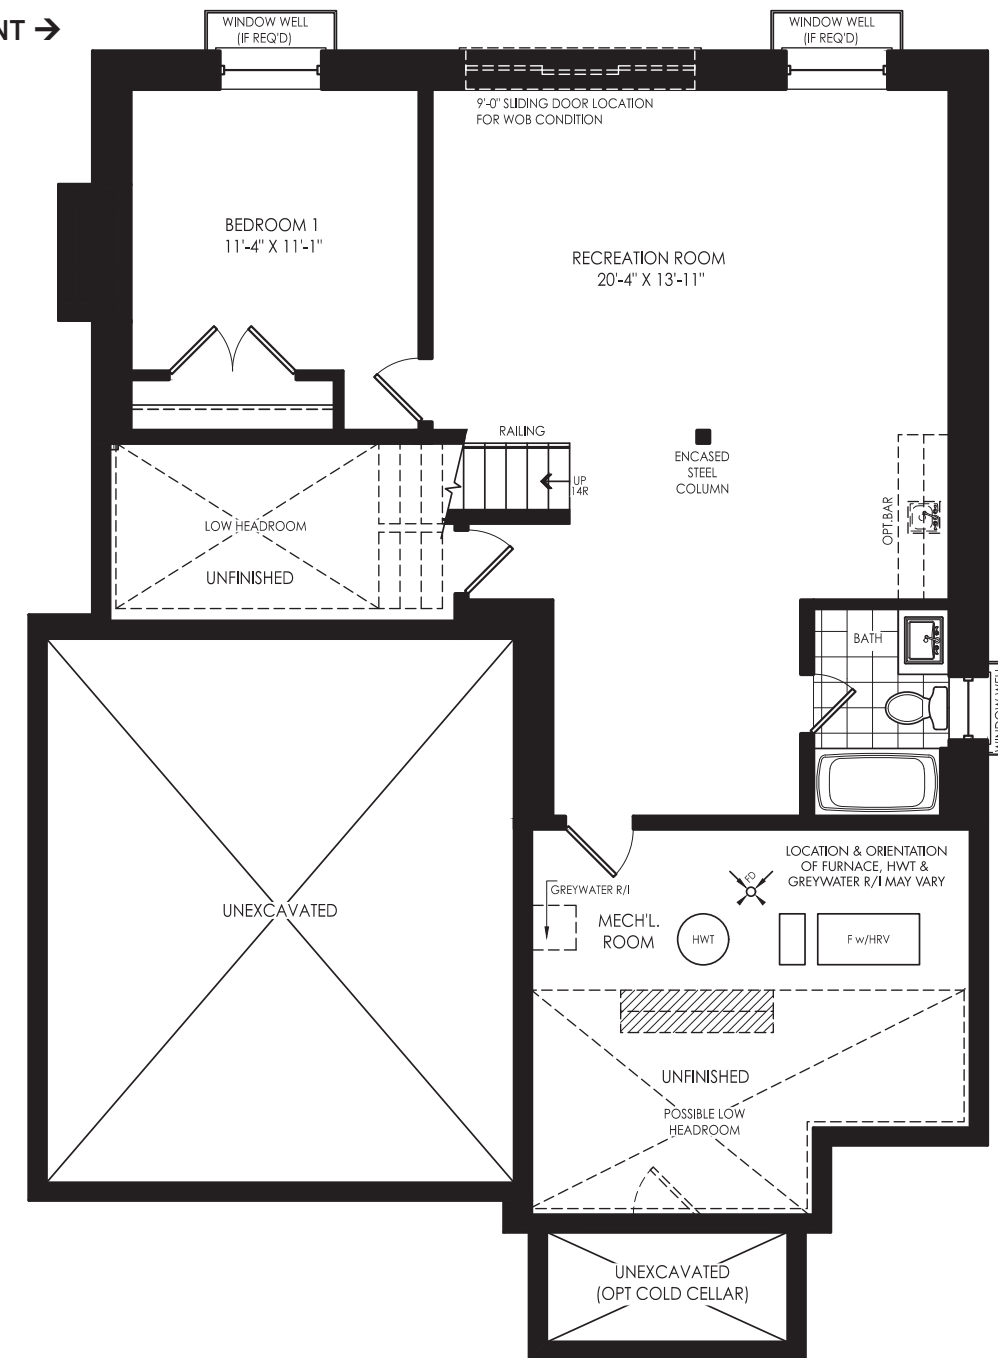 NT →
WINDOW WELL
(IF REQ'D)
WINDOW WELL
(IF REQ'D)
9'-0" SLIDING DOOR LOCATION
FOR WOB CONDITION
BEDROOM 1
11'-4" X 11'-1"
RECREATION ROOM
20'-4" X 13'-11"
RAILING
UP
14R
ENCASED
STEEL
COLUMN
OPT.BAR
LOW HEADROOM
UNFINISHED
BATH
WINDOW WELL
LOCATION & ORIENTATION
OF FURNACE, HWT &
GREYWATER R/I MAY VARY
FD
GREYWATER R/I
MECH'L.
ROOM
HWT
F w/HRV
UNEXCAVATED
UNFINISHED
POSSIBLE LOW
HEADROOM
UNEXCAVATED
(OPT COLD CELLAR)